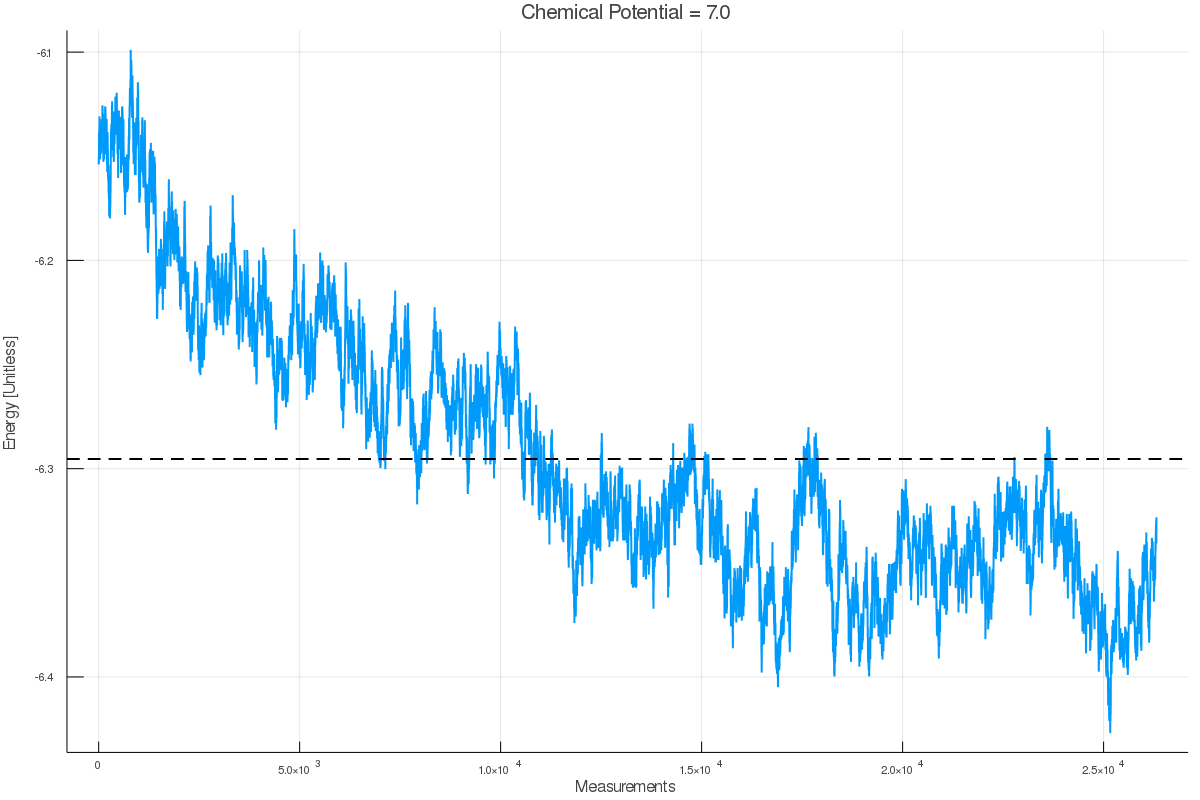 Chemical Potential = 7.0
Energy [Unitless]
-6.1
-6.2
-6.3
-6.4
0 5.0×10 3 1.0×10 4 1.5×10 4 2.0×10 4 2.5×10 4
Measurements